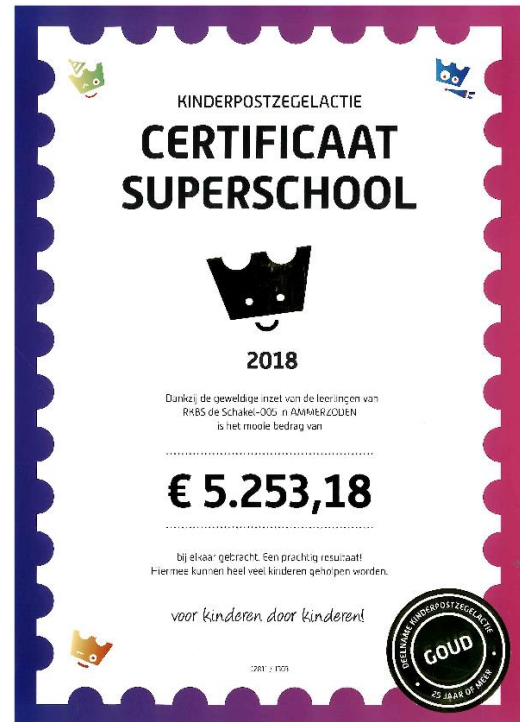 KINDERPOSTZEGELACTIE
CERTIFICAAT
SUPERSCHOOL
2018
Dankzij de geweldige inzet van de leerlingen van
RKBS de Schakel-005 in AMMERZODEN
is het mooie bedrag van
€ 5.253,18
bij elkaar gebracht. Een prachtig resultaat!
Hiermee kunnen heel veel kinderen geholpen worden.
voor kinderen door kinderen!
DEELNAME KINDERPOSTZEGELACTIE
GOUD
25 JAAR OF MEER